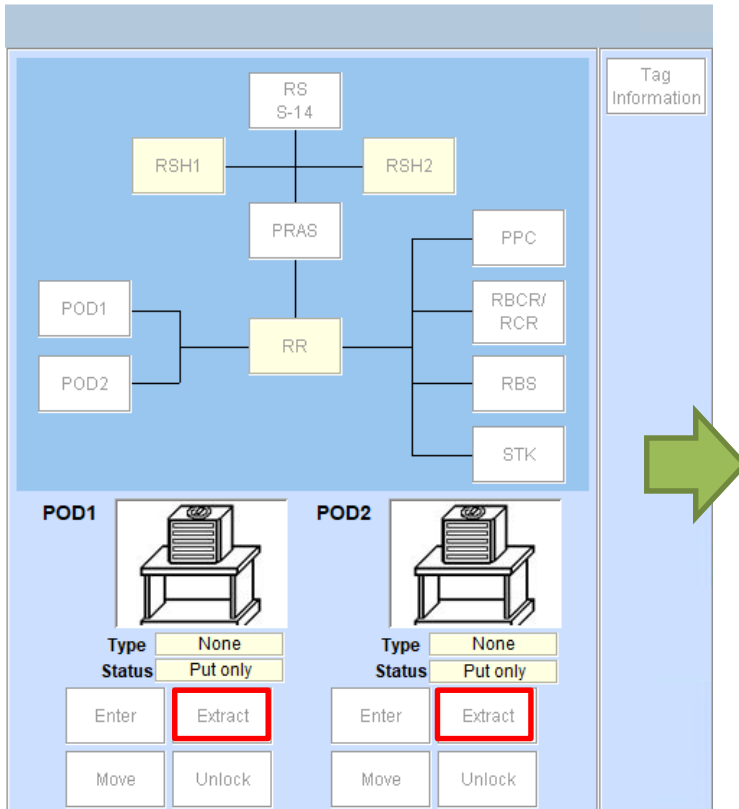 Tag
Information
RS
S-14
RSH1
RSH2
PRAS
PPC
POD1
RBCR/
RCR
RR
POD2
RBS
STK
POD1
POD2
Type None
Type None
Status Put only
Status Put only
Enter Extract
Enter Extract
Move Unlock
Move Unlock